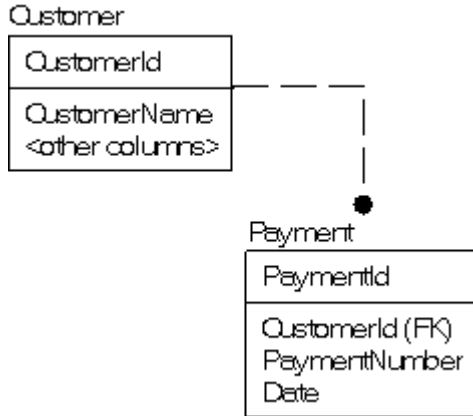 Customer
CustomerId
CustomerName
<other columns>
Payment
PaymentId
CustomerId (FK)
PaymentNumber
Date